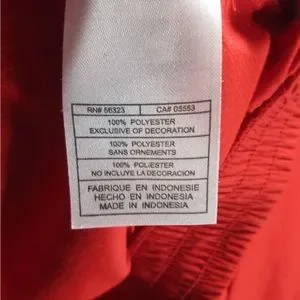 RN# 56323 CA# 05553
100% POLYESTER
EXCLUSIVE OF DECORATION
100% POLYESTER
SANS ORNEMENTS
100% POLIESTER
NO INCLUYE LA DECORACION
FABRIQUE EN INDONESIE
HECHO EN INDONESIA
MADE IN INDONESIA